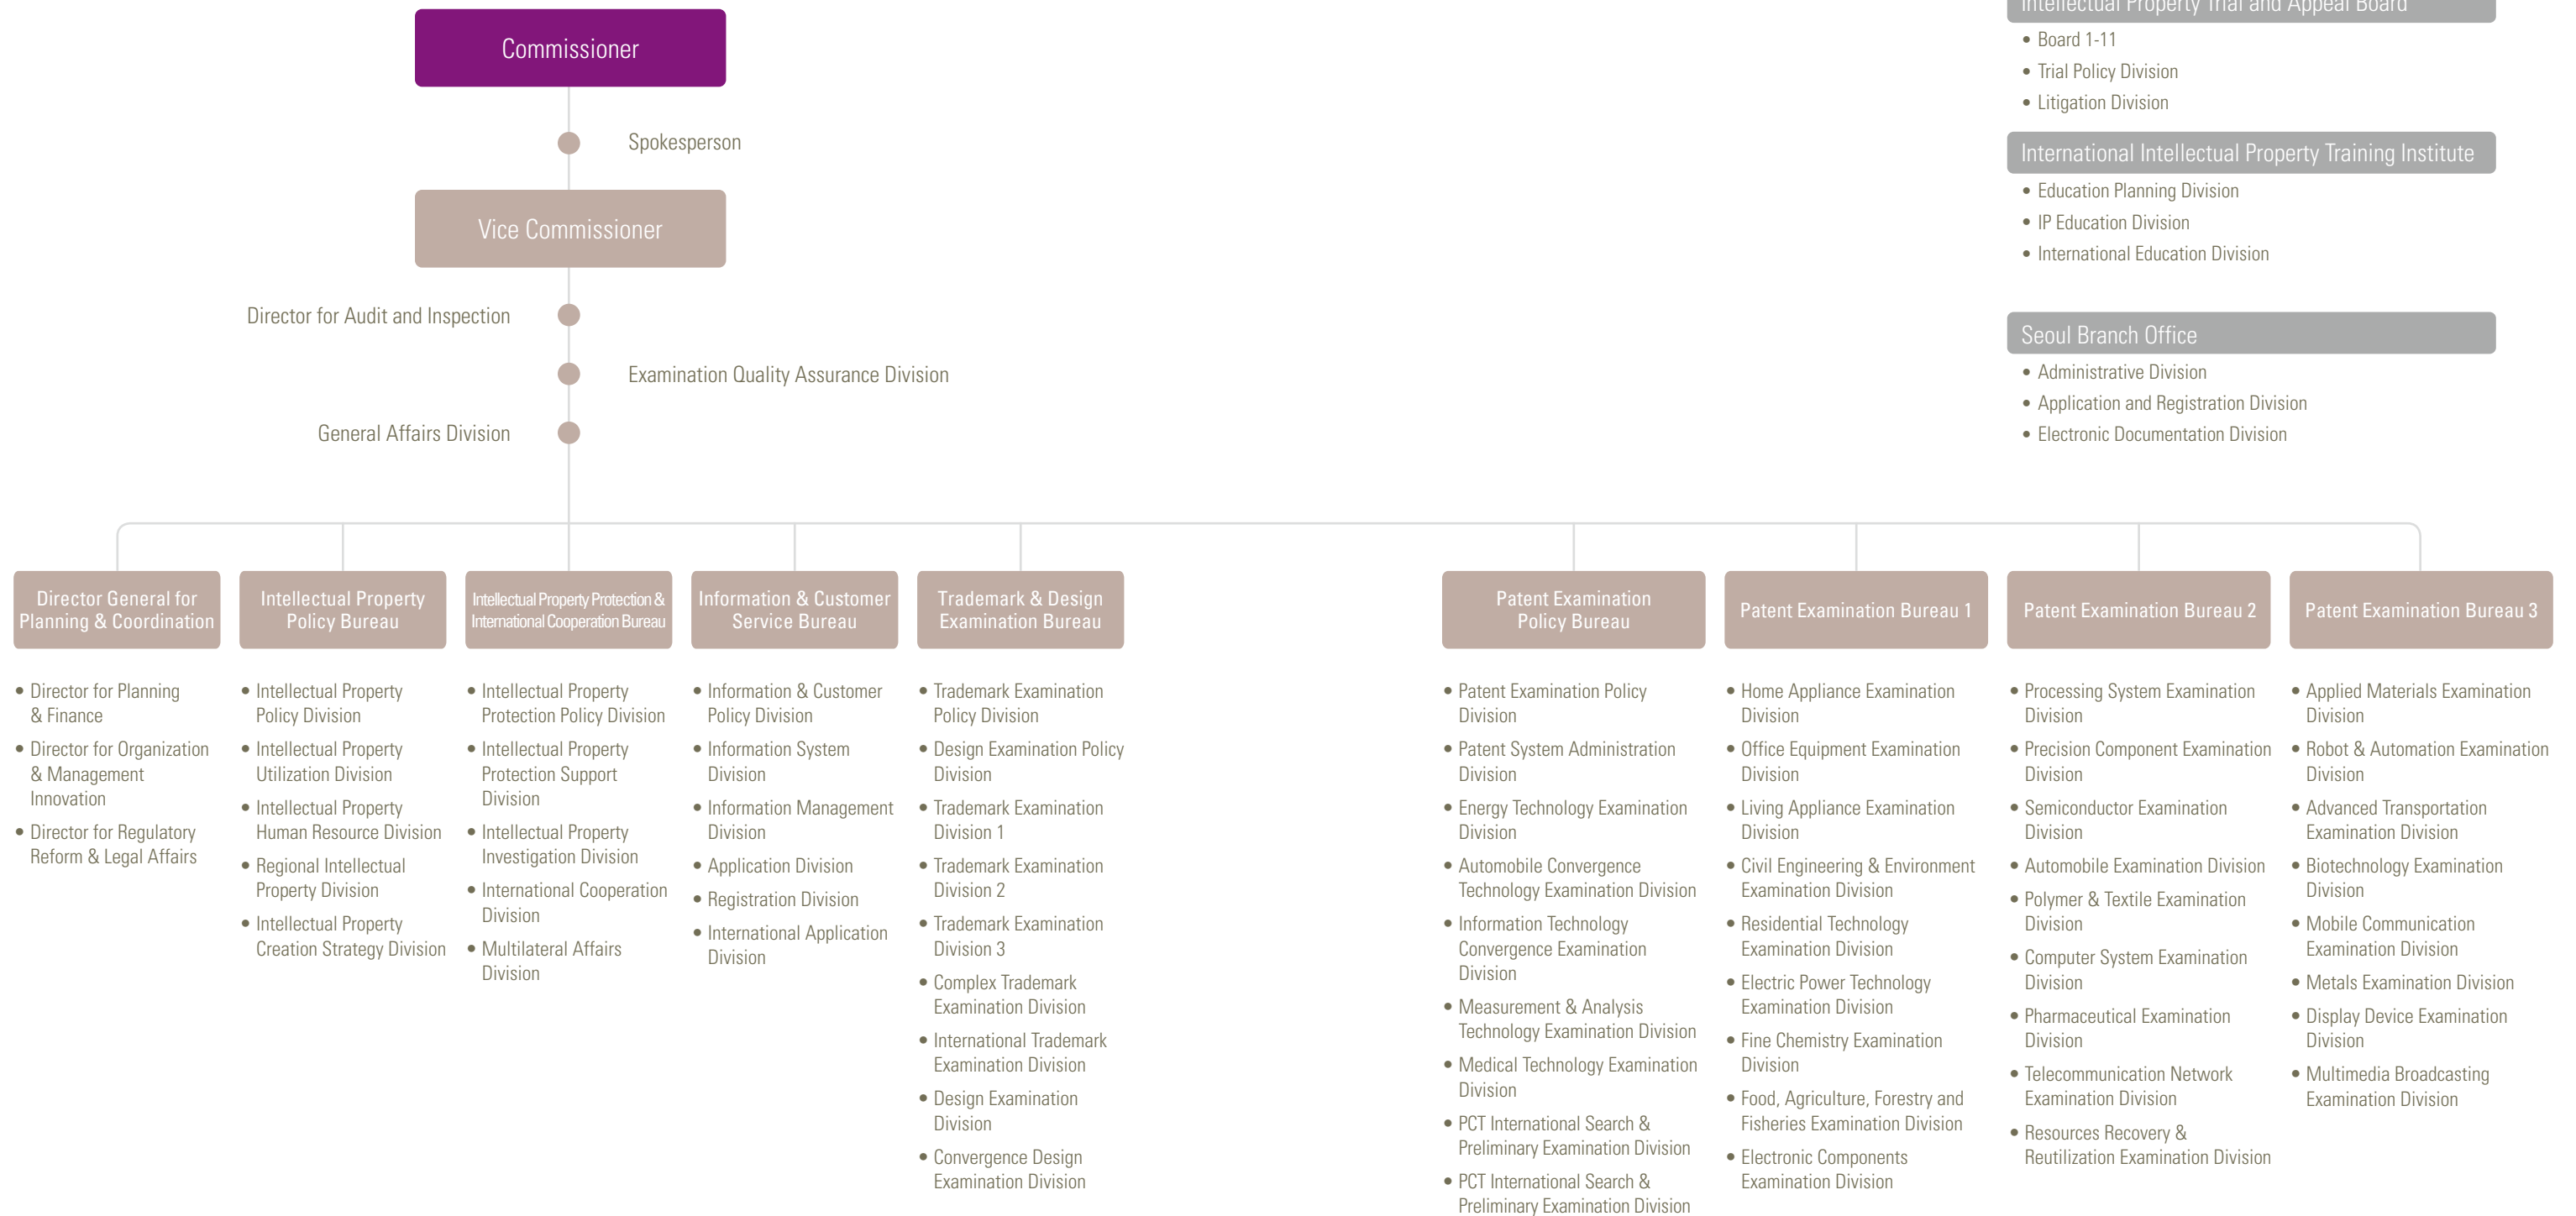 Commissioner
Spokesperson
Vice Commissioner
Director for Audit and Inspection
Examination Quality Assurance Division
General Affairs Division
Intellectual Property Trial and Appeal Board
• Board 1-11
• Trial Policy Division
• Litigation Division
International Intellectual Property Training Institute
• Education Planning Division
• IP Education Division
• International Education Division
Seoul Branch Office
• Administrative Division
• Application and Registration Division
• Electronic Documentation Division
Director General for
Planning & Coordination
• Director for Planning
& Finance
• Director for Organization
& Management
Innovation
• Director for Regulatory
Reform & Legal Affairs
Intellectual Property
Policy Bureau
• Intellectual Property
Policy Division
• Intellectual Property
Utilization Division
• Intellectual Property
Human Resource Division
• Regional Intellectual
Property Division
• Intellectual Property
Creation Strategy Division
Intellectual Property Protection &
International Cooperation Bureau
• Intellectual Property
Protection Policy Division
• Intellectual Property
Protection Support
Division
• Intellectual Property
Investigation Division
• International Cooperation
Division
• Multilateral Affairs
Division
Information & Customer
Service Bureau
• Information & Customer
Policy Division
• Information System
Division
• Information Management
Division
• Application Division
• Registration Division
• International Application
Division
Trademark & Design
Examination Bureau
• Trademark Examination
Policy Division
• Design Examination Policy
Division
• Trademark Examination
Division 1
• Trademark Examination
Division 2
• Trademark Examination
Division 3
• Complex Trademark
Examination Division
• International Trademark
Examination Division
• Design Examination
Division
• Convergence Design
Examination Division
Patent Examination
Policy Bureau
• Patent Examination Policy
Division
• Patent System Administration
Division
• Energy Technology Examination
Division
• Automobile Convergence
Technology Examination Division
• Information Technology
Convergence Examination
Division
• Measurement & Analysis
Technology Examination Division
• Medical Technology Examination
Division
• PCT International Search &
Preliminary Examination Division
• PCT International Search &
Preliminary Examination Division
Patent Examination Bureau 1
• Home Appliance Examination
Division
• Office Equipment Examination
Division
• Living Appliance Examination
Division
• Civil Engineering & Environment
Examination Division
• Residential Technology
Examination Division
• Electric Power Technology
Examination Division
• Fine Chemistry Examination
Division
• Food, Agriculture, Forestry and
Fisheries Examination Division
• Electronic Components
Examination Division
Patent Examination Bureau 2
• Processing System Examination
Division
• Precision Component Examination
Division
• Semiconductor Examination
Division
• Automobile Examination Division
• Polymer & Textile Examination
Division
• Computer System Examination
Division
• Pharmaceutical Examination
Division
• Telecommunication Network
Examination Division
• Resources Recovery &
Reutilization Examination Division
Patent Examination Bureau 3
• Applied Materials Examination
Division
• Robot & Automation Examination
Division
• Advanced Transportation
Examination Division
• Biotechnology Examination
Division
• Mobile Communication
Examination Division
• Metals Examination Division
• Display Device Examination
Division
• Multimedia Broadcasting
Examination Division